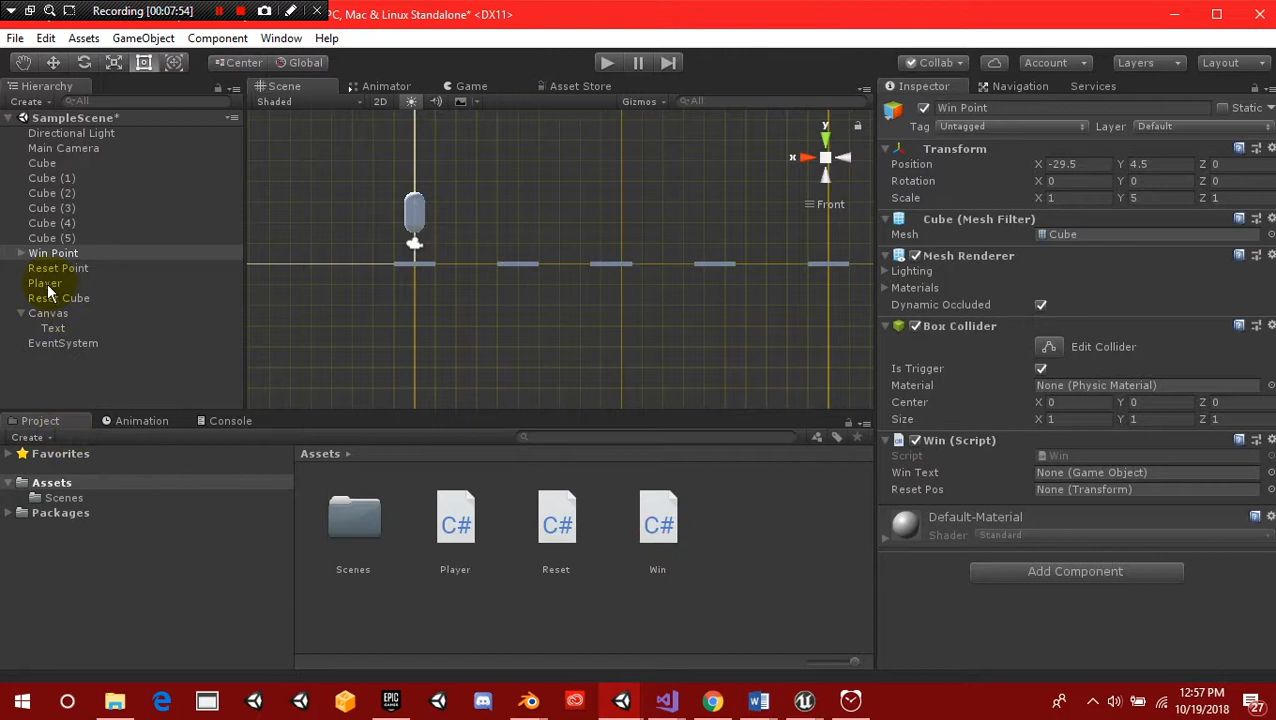 Recording [00:07:54]
PC, Mac & Linux Standalone* <DX11>
File Edit Assets GameObject Component Window Help
Center Global Collab Account Layers Layout
Hierarchy
Create All
SampleScene*
Directional Light
Main Camera
Cube
Cube (1)
Cube (2)
Cube (3)
Cube (4)
Cube (5)
Win Point
Reset Point
Player
Reset Cube
Canvas
Text
EventSystem
Scene Animator Game Asset Store
Shaded 2D Gizmos All
y
x
Front
Inspector Navigation Services
Win Point Static
Tag Untagged Layer Default
Transform
Position X -29.5 Y 4.5 Z 0
Rotation X 0 Y 0 Z 0
Scale X 1 Y 5 Z 1
Cube (Mesh Filter)
Mesh Cube
Mesh Renderer
Lighting
Materials
Dynamic Occluded
Box Collider
Edit Collider
Is Trigger
Material None (Physic Material)
Center X 0 Y 0 Z 0
Size X 1 Y 1 Z 1
Win (Script)
Script Win
Win Text None (Game Object)
Reset Pos None (Transform)
Default-Material
Shader Standard
Add Component
Project Animation Console
Create
Favorites
Assets
Scenes
Packages
Assets
C# C# C#
Scenes Player Reset Win
EPIC GAMES
12:57 PM
10/19/2018
27